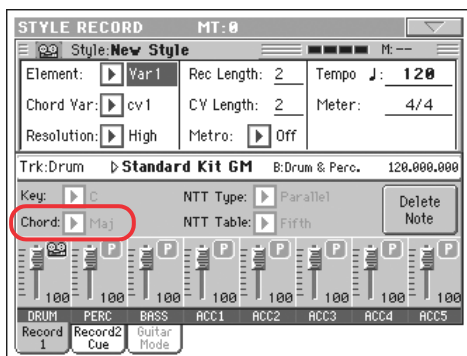 STYLE RECORD MT:0
Style:New Style M:--
Element: Var1 Rec Length: 2 Tempo ♩: 120
Chord Var: cv1 CV Length: 2 Meter: 4/4
Resolution: High Metro: Off
Trk:Drum Standard Kit GM B:Drum & Perc. 120.000.000
Key: C NTT Type: Parallel Delete
Chord: Maj NTT Table: Fifth Note
P P P P P P P
100 100 100 100 100 100 100 100
DRUM PERC BASS ACC1 ACC2 ACC3 ACC4 ACC5
Record Record2 Guitar
1 Cue Mode